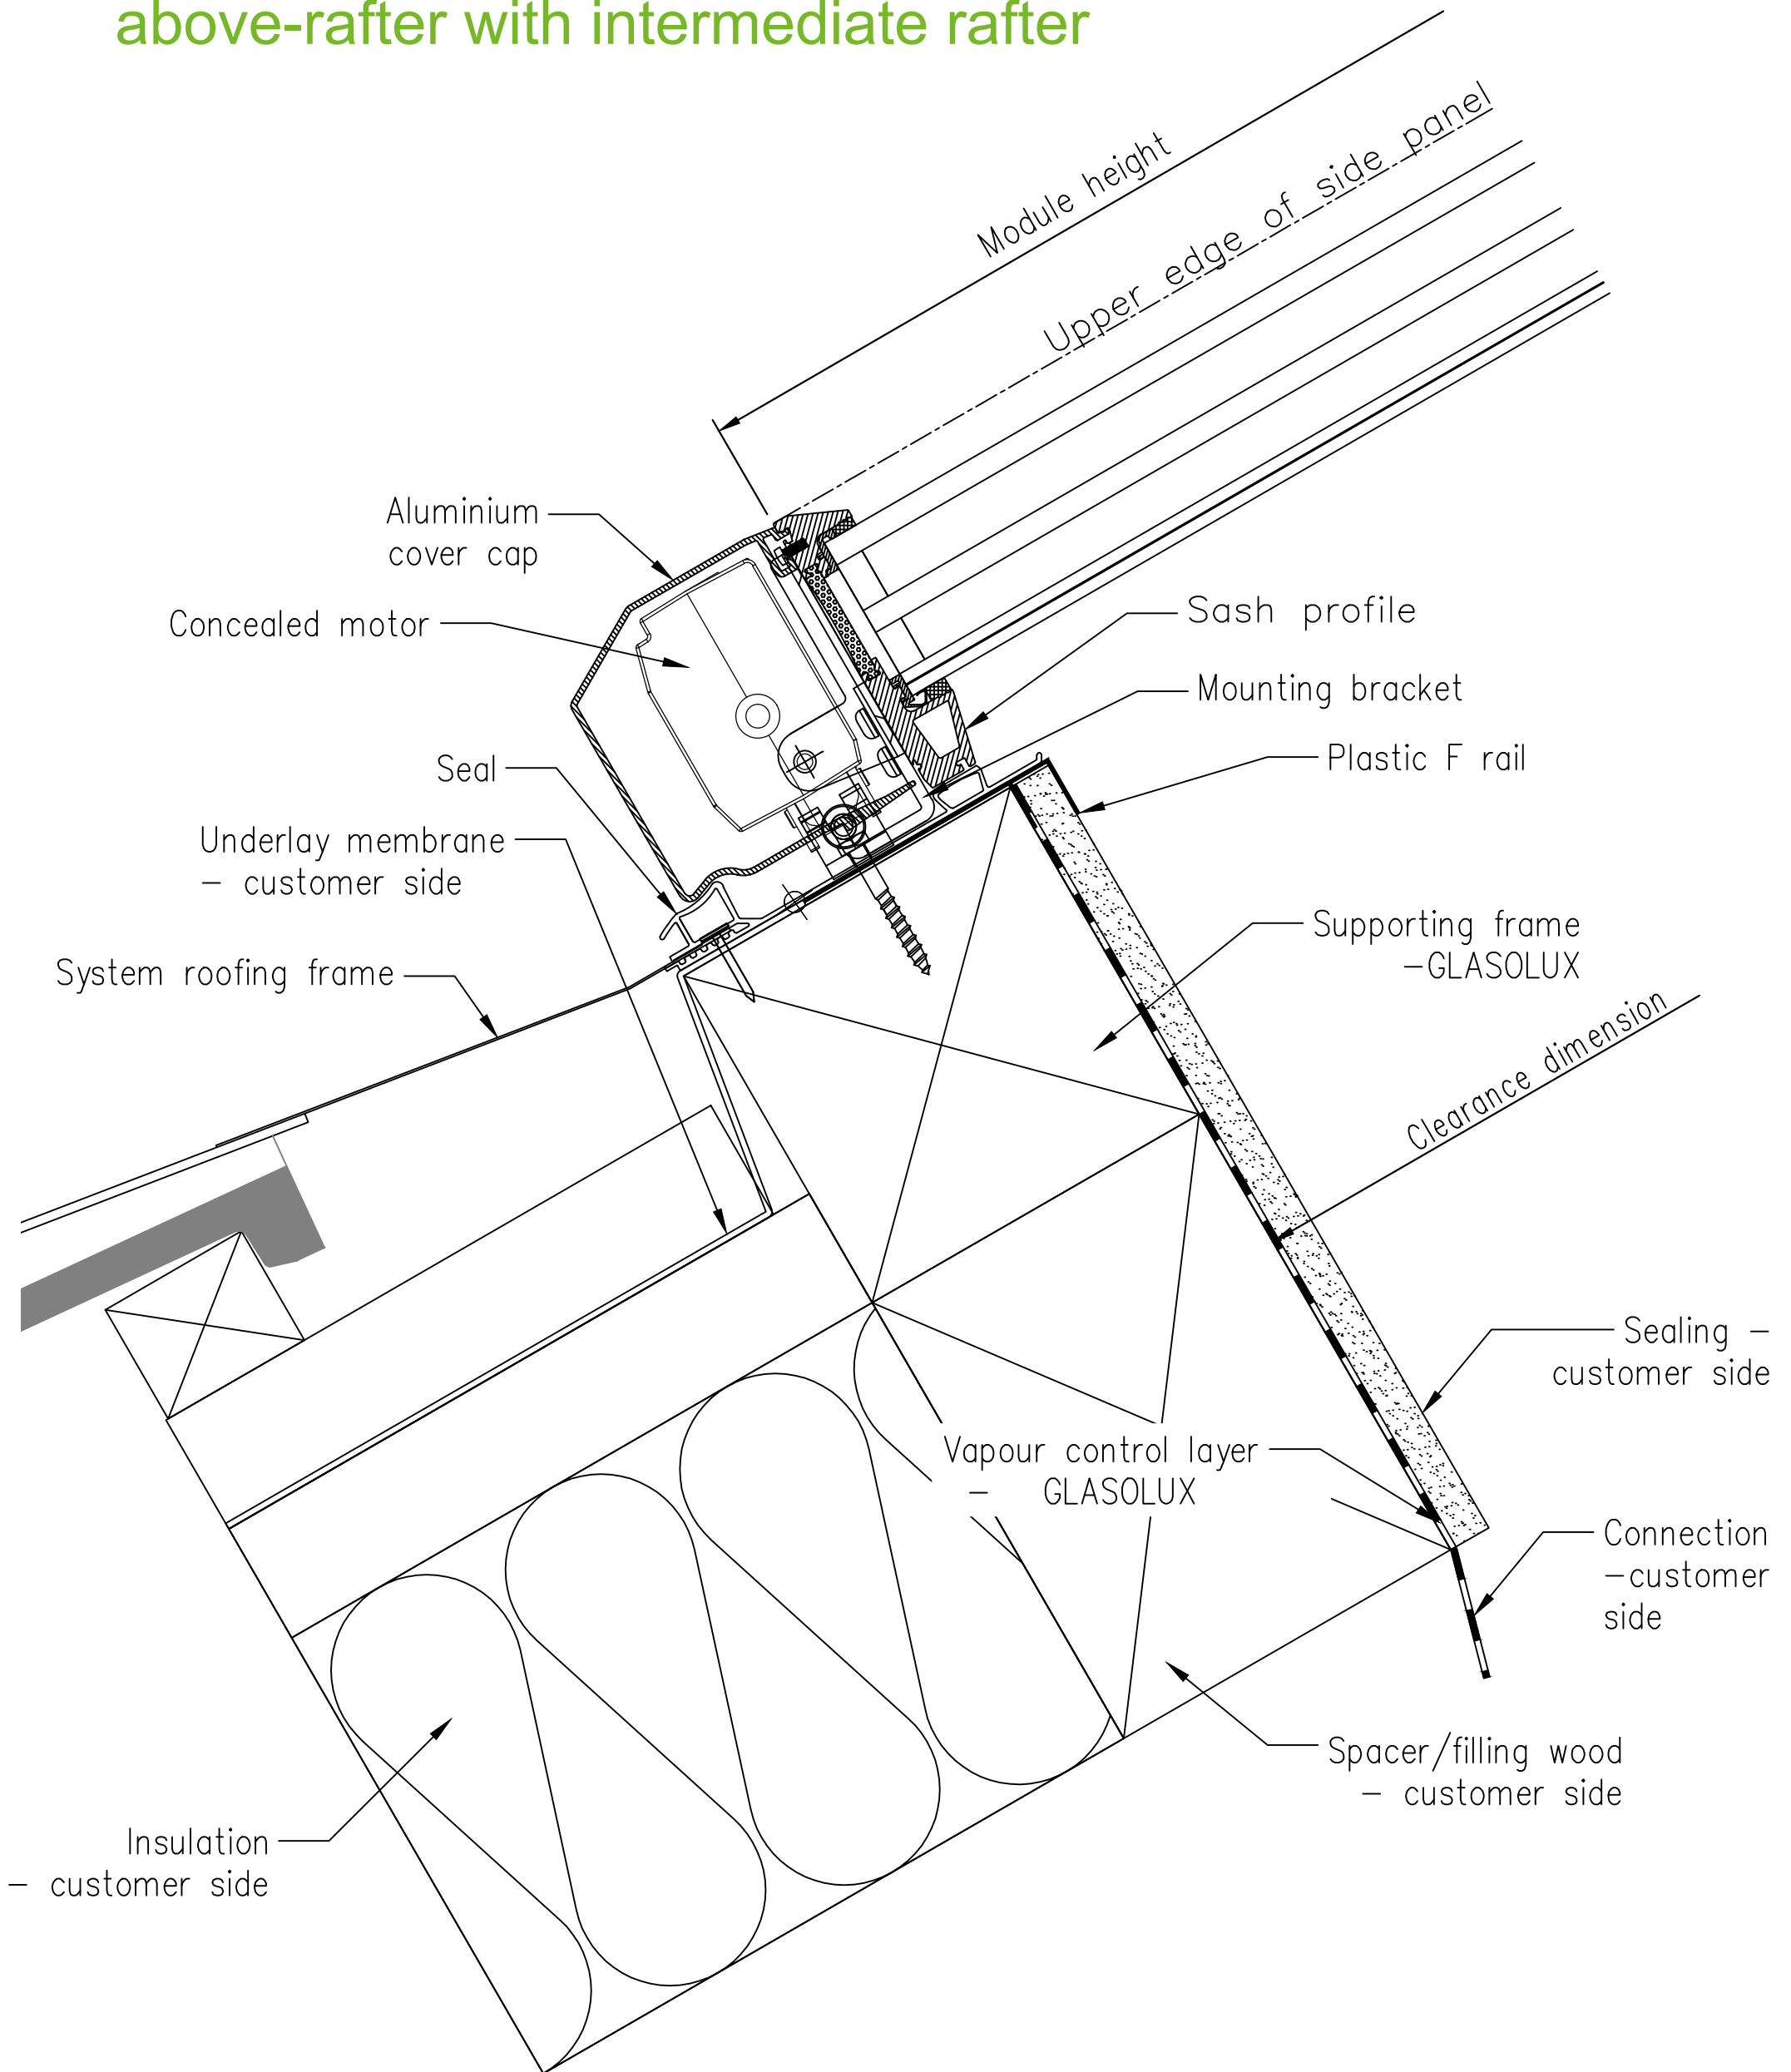 above-rafter with intermediate rafter
Module height
Upper edge of side panel
Aluminium
cover cap
Concealed motor
Sash profile
Mounting bracket
Plastic F rail
Seal
Underlay membrane
– customer side
Supporting frame
–GLASOLUX
System roofing frame
Clearance dimension
Sealing –
customer side
Vapour control layer
– GLASOLUX
Connection
–customer
side
Spacer/filling wood
– customer side
Insulation
– customer side